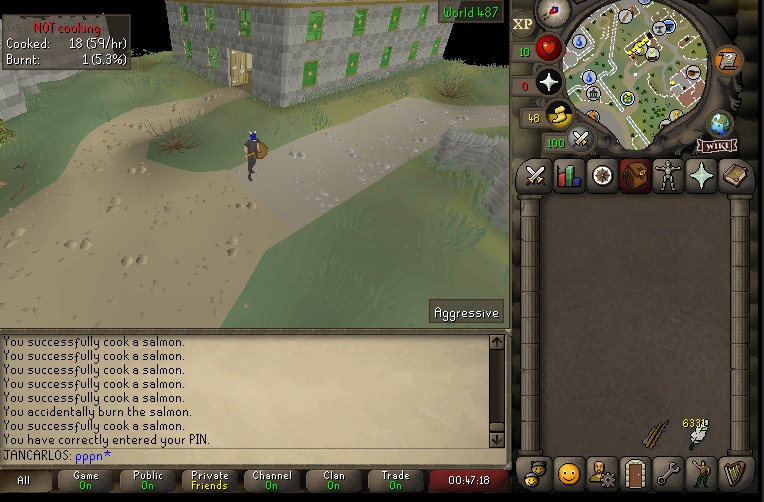 NOT cooking
Cooked: 18 (59/hr)
Burnt: 1 (5.3%)
World 487
XP
10
0
48
100
WIKI
Aggressive
You successfully cook a salmon.
You successfully cook a salmon.
You successfully cook a salmon.
You successfully cook a salmon.
You successfully cook a salmon.
You accidentally burn the salmon.
You successfully cook a salmon.
You have correctly entered your PIN.
JANCARLOS: pppn*
6331
All
Game
On
Public
On
Private
Friends
Channel
On
Clan
On
Trade
On
00:47:18